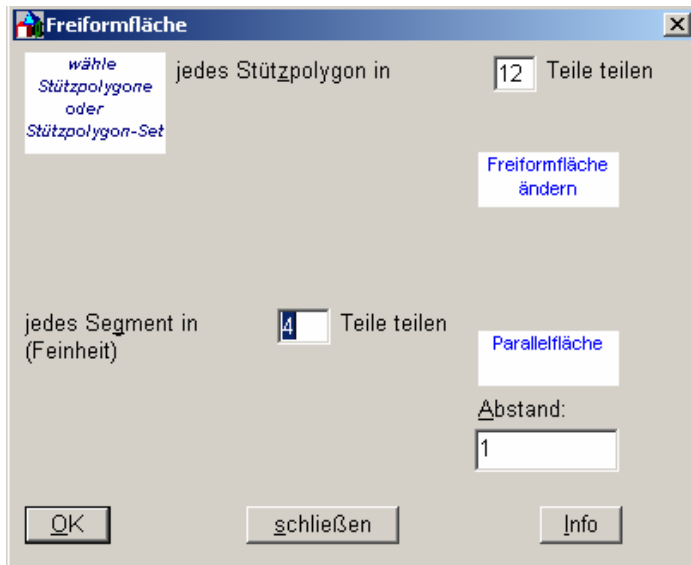 Freiformfläche
wähle
Stützpolygone
oder
Stützpolygon-Set
jedes Stützpolygon in 12 Teile teilen
Freiformfläche
ändern
jedes Segment in 4 Teile teilen
(Feinheit)
Parallelfläche
Abstand:
1
OK schließen Info